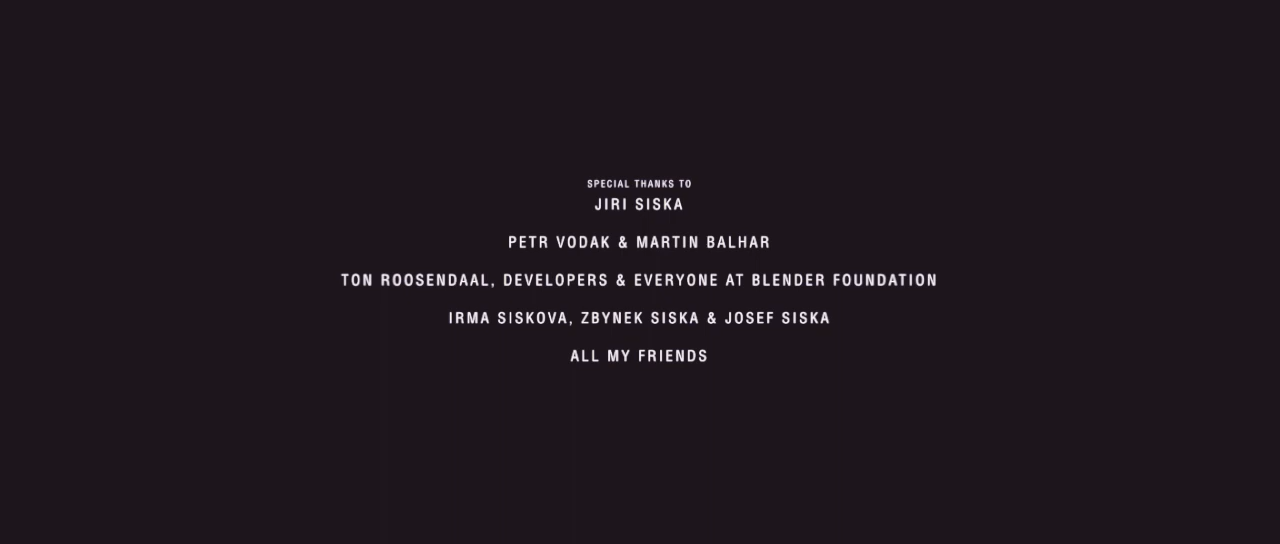 SPECIAL THANKS TO
JIRI SISKA
PETR VODAK & MARTIN BALHAR
TON ROOSENDAAL, DEVELOPERS & EVERYONE AT BLENDER FOUNDATION
IRMA SISKOVA, ZBYNEK SISKA & JOSEF SISKA
ALL MY FRIENDS